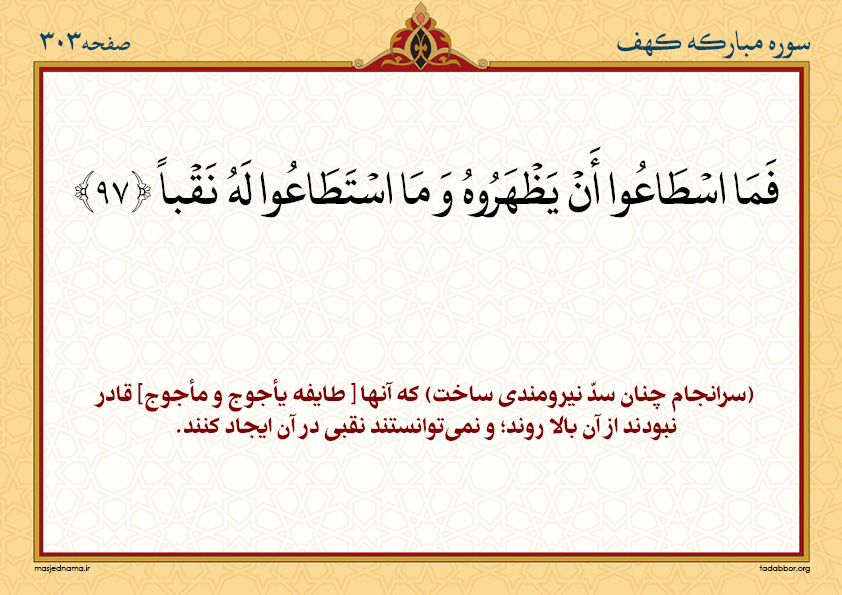 سوره مبارکه کهف
صفحه ۳۰۳
فَمَا اسْطَاعُوا أَنْ يَظْهَرُوهُ وَ مَا اسْتَطَاعُوا لَهُ نَقْباً ﴿۹۷﴾
(سرانجام چنان سدّ نیرومندی ساخت) که آنها [ طایفه یأجوج و مأجوج] قادر
نبودند از آن بالا روند؛ و نمی‌توانستند نقبی در آن ایجاد کنند.
masjednama.ir
tadabbor.org